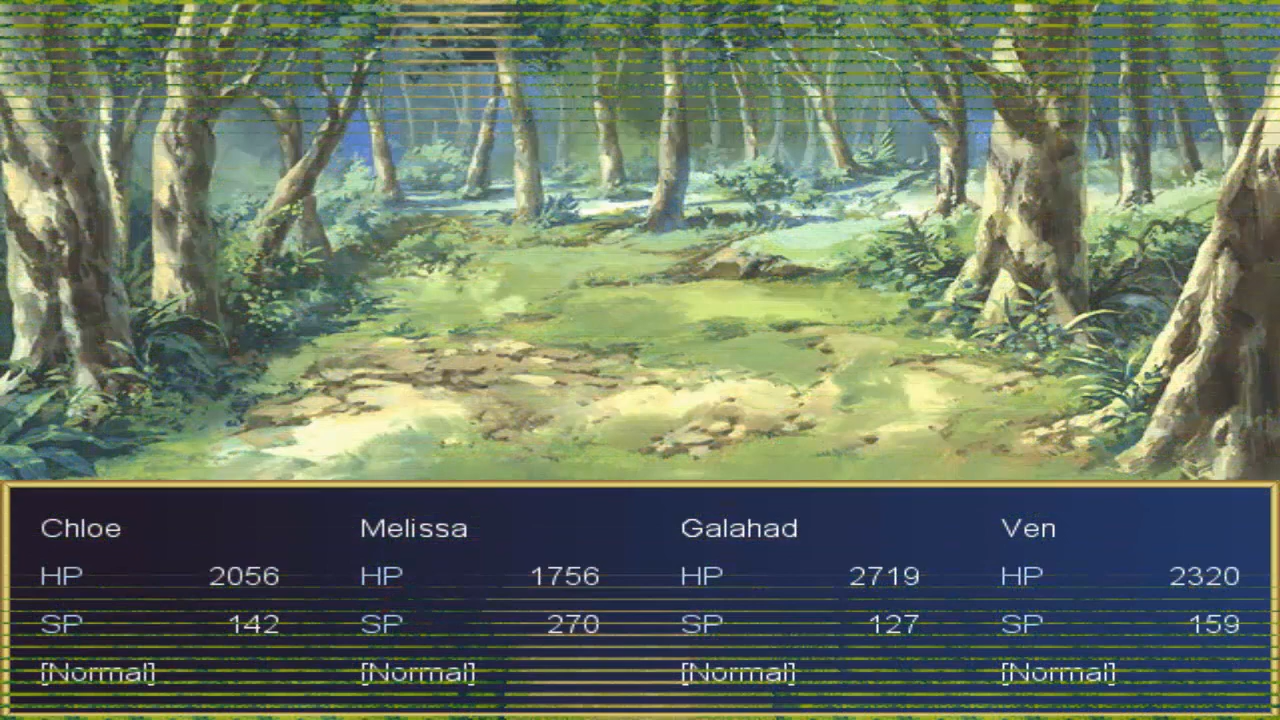 Chloe Melissa Galahad Ven
HP 2056 HP 1756 HP 2719 HP 2320
SP 142 SP 270 SP 127 SP 159
[Normal] [Normal] [Normal] [Normal]